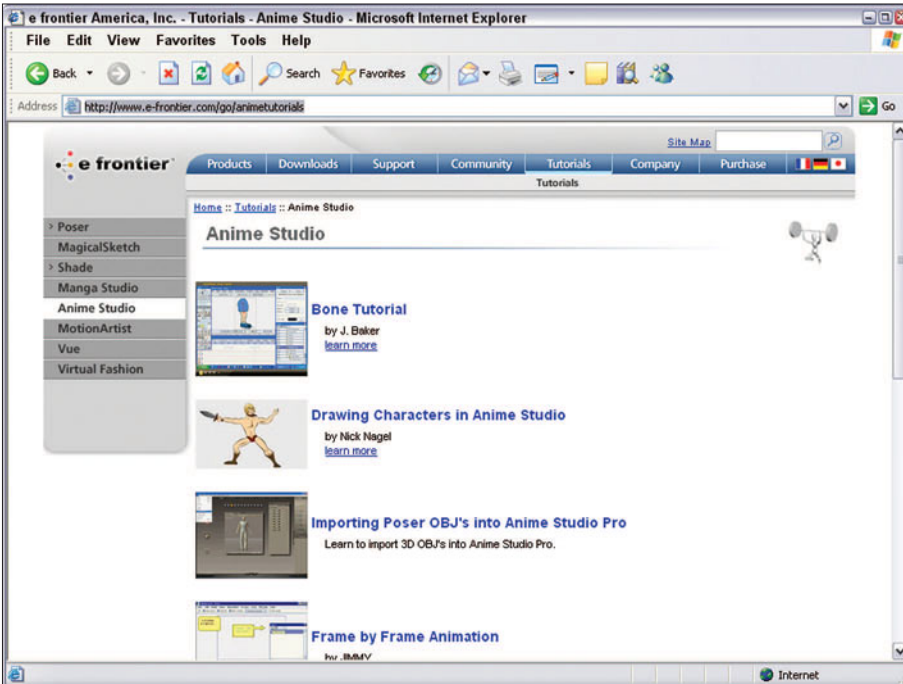 e frontier America, Inc. - Tutorials - Anime Studio - Microsoft Internet Explorer
File Edit View Favorites Tools Help
Back Search Favorites
Address http://www.e-frontier.com/go/animetutorials Go
Site Map
e frontier
Products Downloads Support Community Tutorials Company Purchase
Tutorials
Home :: Tutorials :: Anime Studio
Anime Studio
> Poser
MagicalSketch
> Shade
Manga Studio
Anime Studio
MotionArtist
Vue
Virtual Fashion
Bone Tutorial
by J. Baker
learn more
Drawing Characters in Anime Studio
by Nick Nagel
learn more
Importing Poser OBJ's into Anime Studio Pro
Learn to import 3D OBJ's into Anime Studio Pro.
Frame by Frame Animation
by JIMMY
Internet